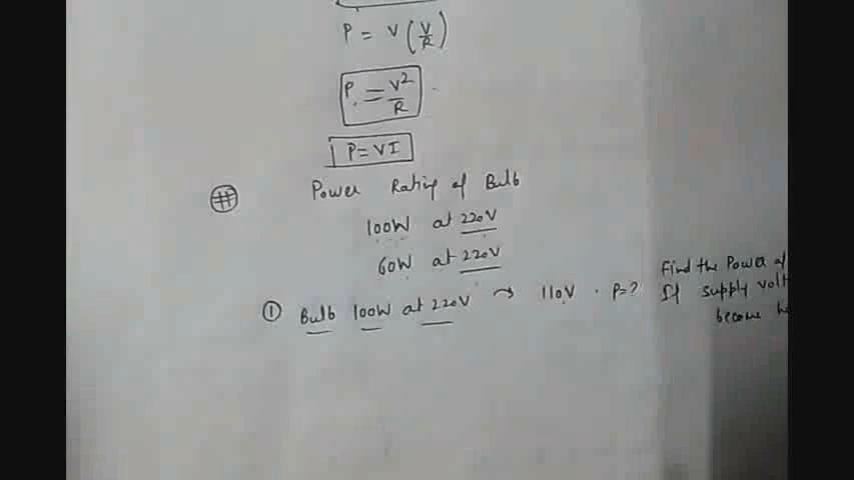 P = V (V/R)
P = V²/R
P = VI
# Power Rating of Bulb
100W at 220V
60W at 220V
① Bulb 100W at 220V → 110V . P=?
Find the Power of
If supply volt
become